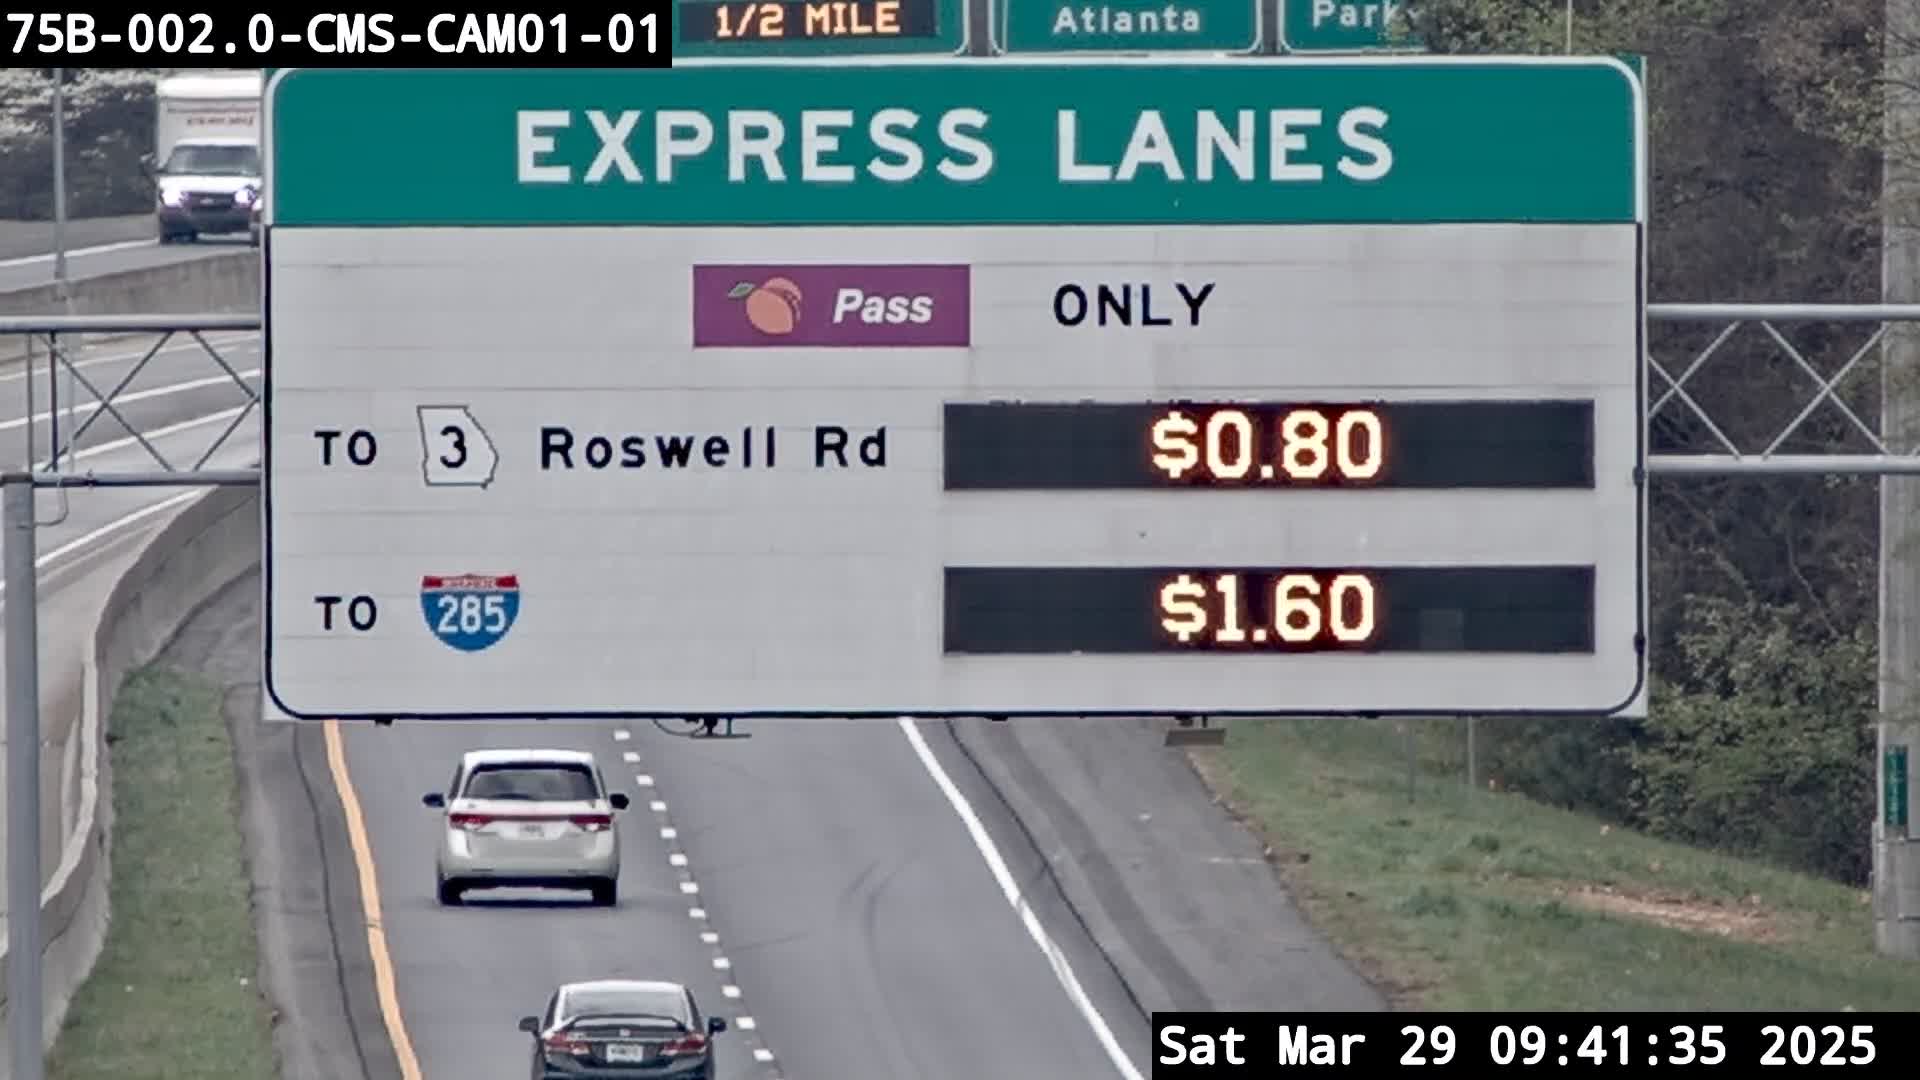 75B-002.0-CMS-CAM01-01
1/2 MILE
Atlanta
EXPRESS LANES
Pass ONLY
TO 3 Roswell Rd $0.80
TO 285 $1.60
Sat Mar 29 09:41:35 2025